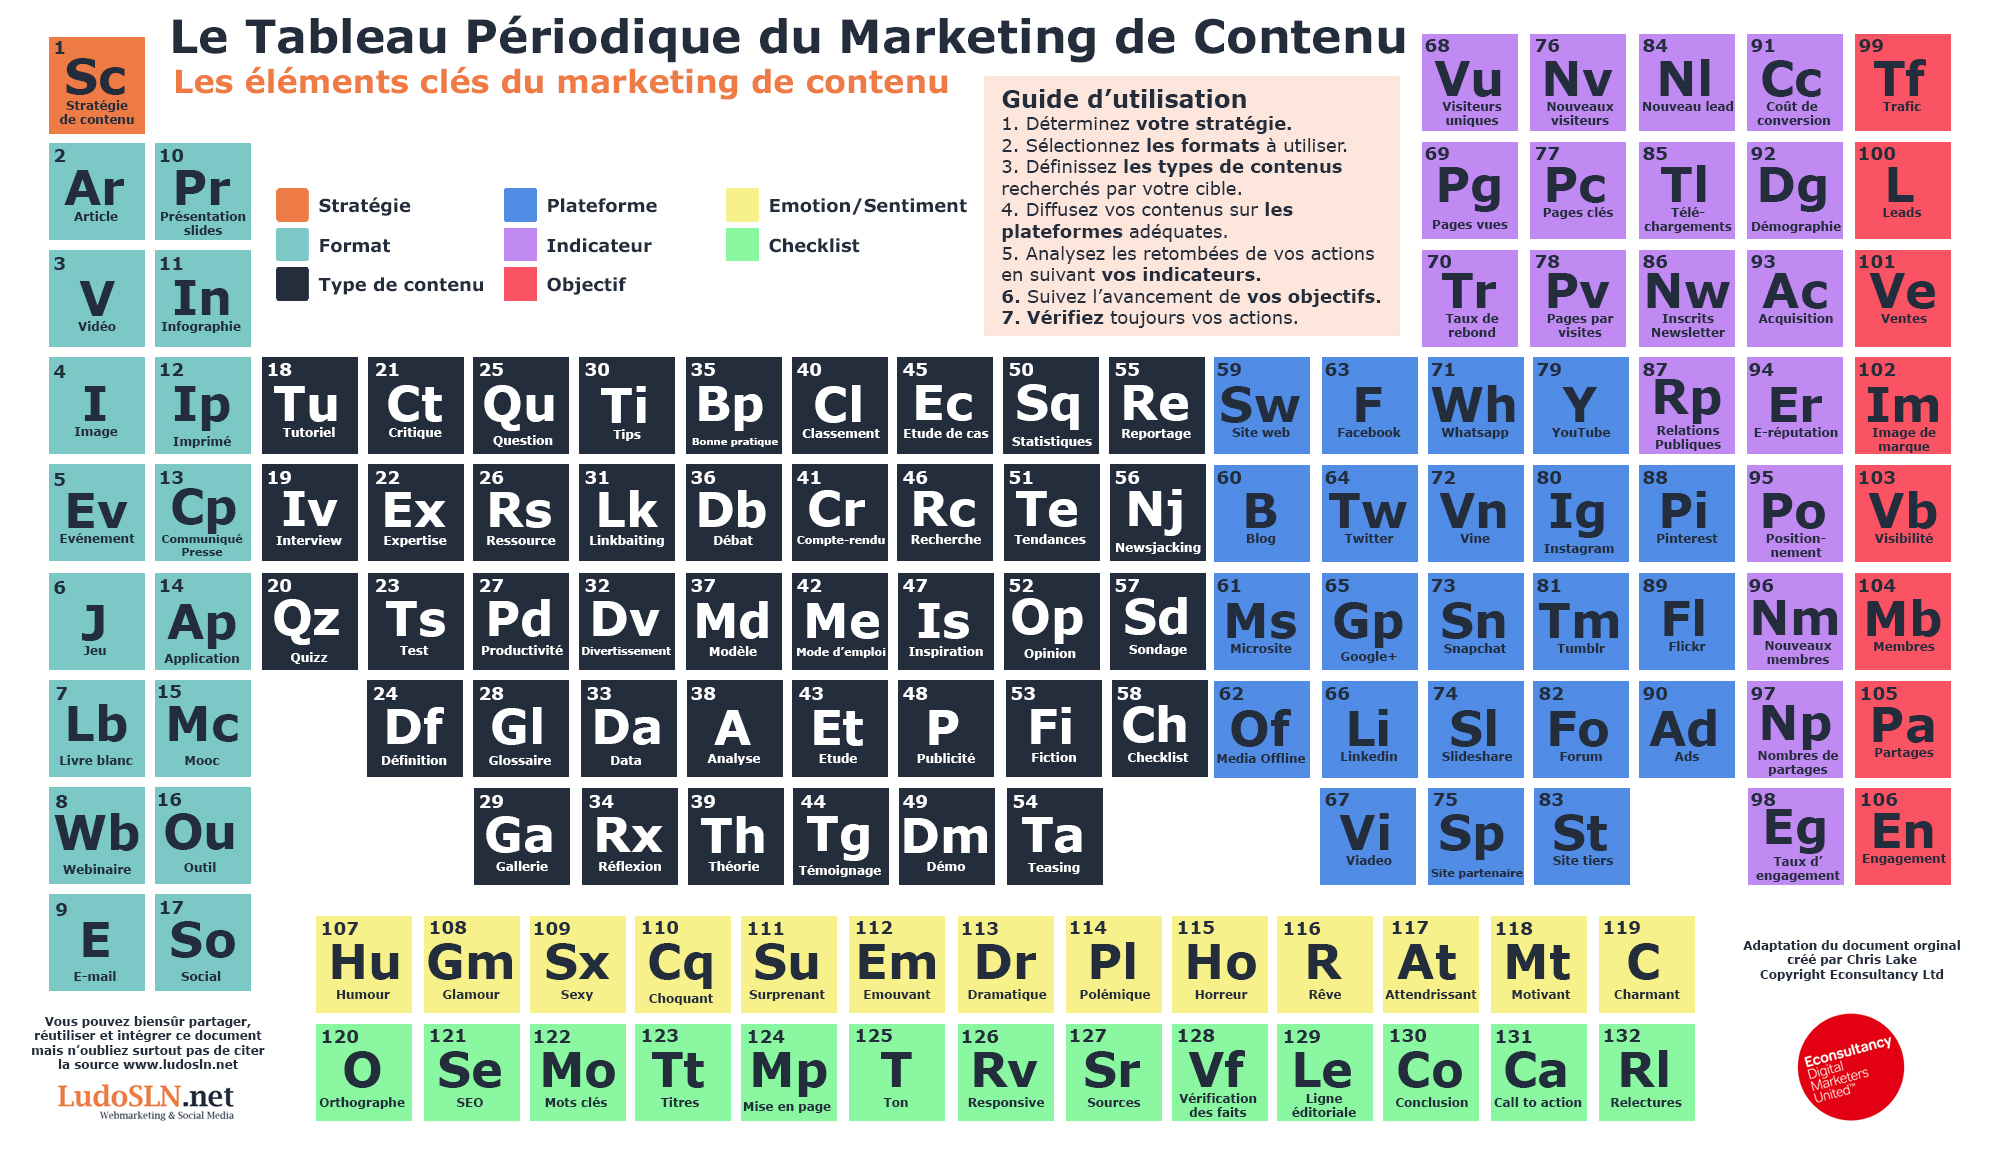 Le Tableau Périodique du Marketing de Contenu
Les éléments clés du marketing de contenu
Guide d’utilisation
1. Déterminez votre stratégie.
2. Sélectionnez les formats à utiliser.
3. Définissez les types de contenus
recherchés par votre cible.
4. Diffusez vos contenus sur les
plateformes adéquates.
5. Analysez les retombées de vos actions
en suivant vos indicateurs.
6. Suivez l’avancement de vos objectifs.
7. Vérifiez toujours vos actions.
Stratégie
Format
Type de contenu
Plateforme
Indicateur
Objectif
Emotion/Sentiment
Checklist
1
Sc
Stratégie
de contenu
2
Ar
Article
3
V
Vidéo
4
I
Image
5
Ev
Evénement
6
J
Jeu
7
Lb
Livre blanc
8
Wb
Webinaire
9
E
E-mail
10
Pr
Présentation
slides
11
In
Infographie
12
Ip
Imprimé
13
Cp
Communiqué
Presse
14
Ap
Application
15
Mc
Mooc
16
Ou
Outil
17
So
Social
18
Tu
Tutoriel
19
Iv
Interview
20
Qz
Quizz
21
Ct
Critique
22
Ex
Expertise
23
Ts
Test
24
Df
Définition
25
Qu
Question
26
Rs
Ressource
27
Pd
Productivité
28
Gl
Glossaire
29
Ga
Gallerie
30
Ti
Tips
31
Lk
Linkbaiting
32
Dv
Divertissement
33
Da
Data
34
Rx
Réflexion
35
Bp
Bonne pratique
36
Db
Débat
37
Md
Modèle
38
A
Analyse
39
Th
Théorie
40
Cl
Classement
41
Cr
Compte-rendu
42
Me
Mode d’emploi
43
Et
Etude
44
Tg
Témoignage
45
Ec
Etude de cas
46
Rc
Recherche
47
Is
Inspiration
48
P
Publicité
49
Dm
Démo
50
Sq
Statistiques
51
Te
Tendances
52
Op
Opinion
53
Fi
Fiction
54
Ta
Teasing
55
Re
Reportage
56
Nj
Newsjacking
57
Sd
Sondage
58
Ch
Checklist
59
Sw
Site web
60
B
Blog
61
Ms
Microsite
62
Of
Media Offline
63
F
Facebook
64
Tw
Twitter
65
Gp
Google+
66
Li
Linkedin
67
Vi
Viadeo
68
Vu
Visiteurs
uniques
69
Pg
Pages vues
70
Tr
Taux de
rebond
71
Wh
Whatsapp
72
Vn
Vine
73
Sn
Snapchat
74
Sl
Slideshare
75
Sp
Site partenaire
76
Nv
Nouveaux
visiteurs
77
Pc
Pages clés
78
Pv
Pages par
visites
79
Y
YouTube
80
Ig
Instagram
81
Tm
Tumblr
82
Fo
Forum
83
St
Site tiers
84
Nl
Nouveau lead
85
Tl
Télé-
chargements
86
Nw
Inscrits
Newsletter
87
Rp
Relations
Publiques
88
Pi
Pinterest
89
Fl
Flickr
90
Ad
Ads
91
Cc
Coût de
conversion
92
Dg
Démographie
93
Ac
Acquisition
94
Er
E-réputation
95
Po
Position-
nement
96
Nm
Nouveaux
membres
97
Np
Nombres de
partages
98
Eg
Taux d’
engagement
99
Tf
Trafic
100
L
Leads
101
Ve
Ventes
102
Im
Image de
marque
103
Vb
Visibilité
104
Mb
Membres
105
Pa
Partages
106
En
Engagement
107
Hu
Humour
108
Gm
Glamour
109
Sx
Sexy
110
Cq
Choquant
111
Su
Surprenant
112
Em
Emouvant
113
Dr
Dramatique
114
Pl
Polémique
115
Ho
Horreur
116
R
Rêve
117
At
Attendrissant
118
Mt
Motivant
119
C
Charmant
120
O
Orthographe
121
Se
SEO
122
Mo
Mots clés
123
Tt
Titres
124
Mp
Mise en page
125
T
Ton
126
Rv
Responsive
127
Sr
Sources
128
Vf
Vérification
des faits
129
Le
Ligne
éditoriale
130
Co
Conclusion
131
Ca
Call to action
132
Rl
Relectures
Vous pouvez biensûr partager,
réutiliser et intégrer ce document
mais n’oubliez surtout pas de citer
la source www.ludosln.net
LudoSLN.net
Webmarketing & Social Media
Adaptation du document orginal
créé par Chris Lake
Copyright Econsultancy Ltd
Econsultancy
Digital
Marketers
United™